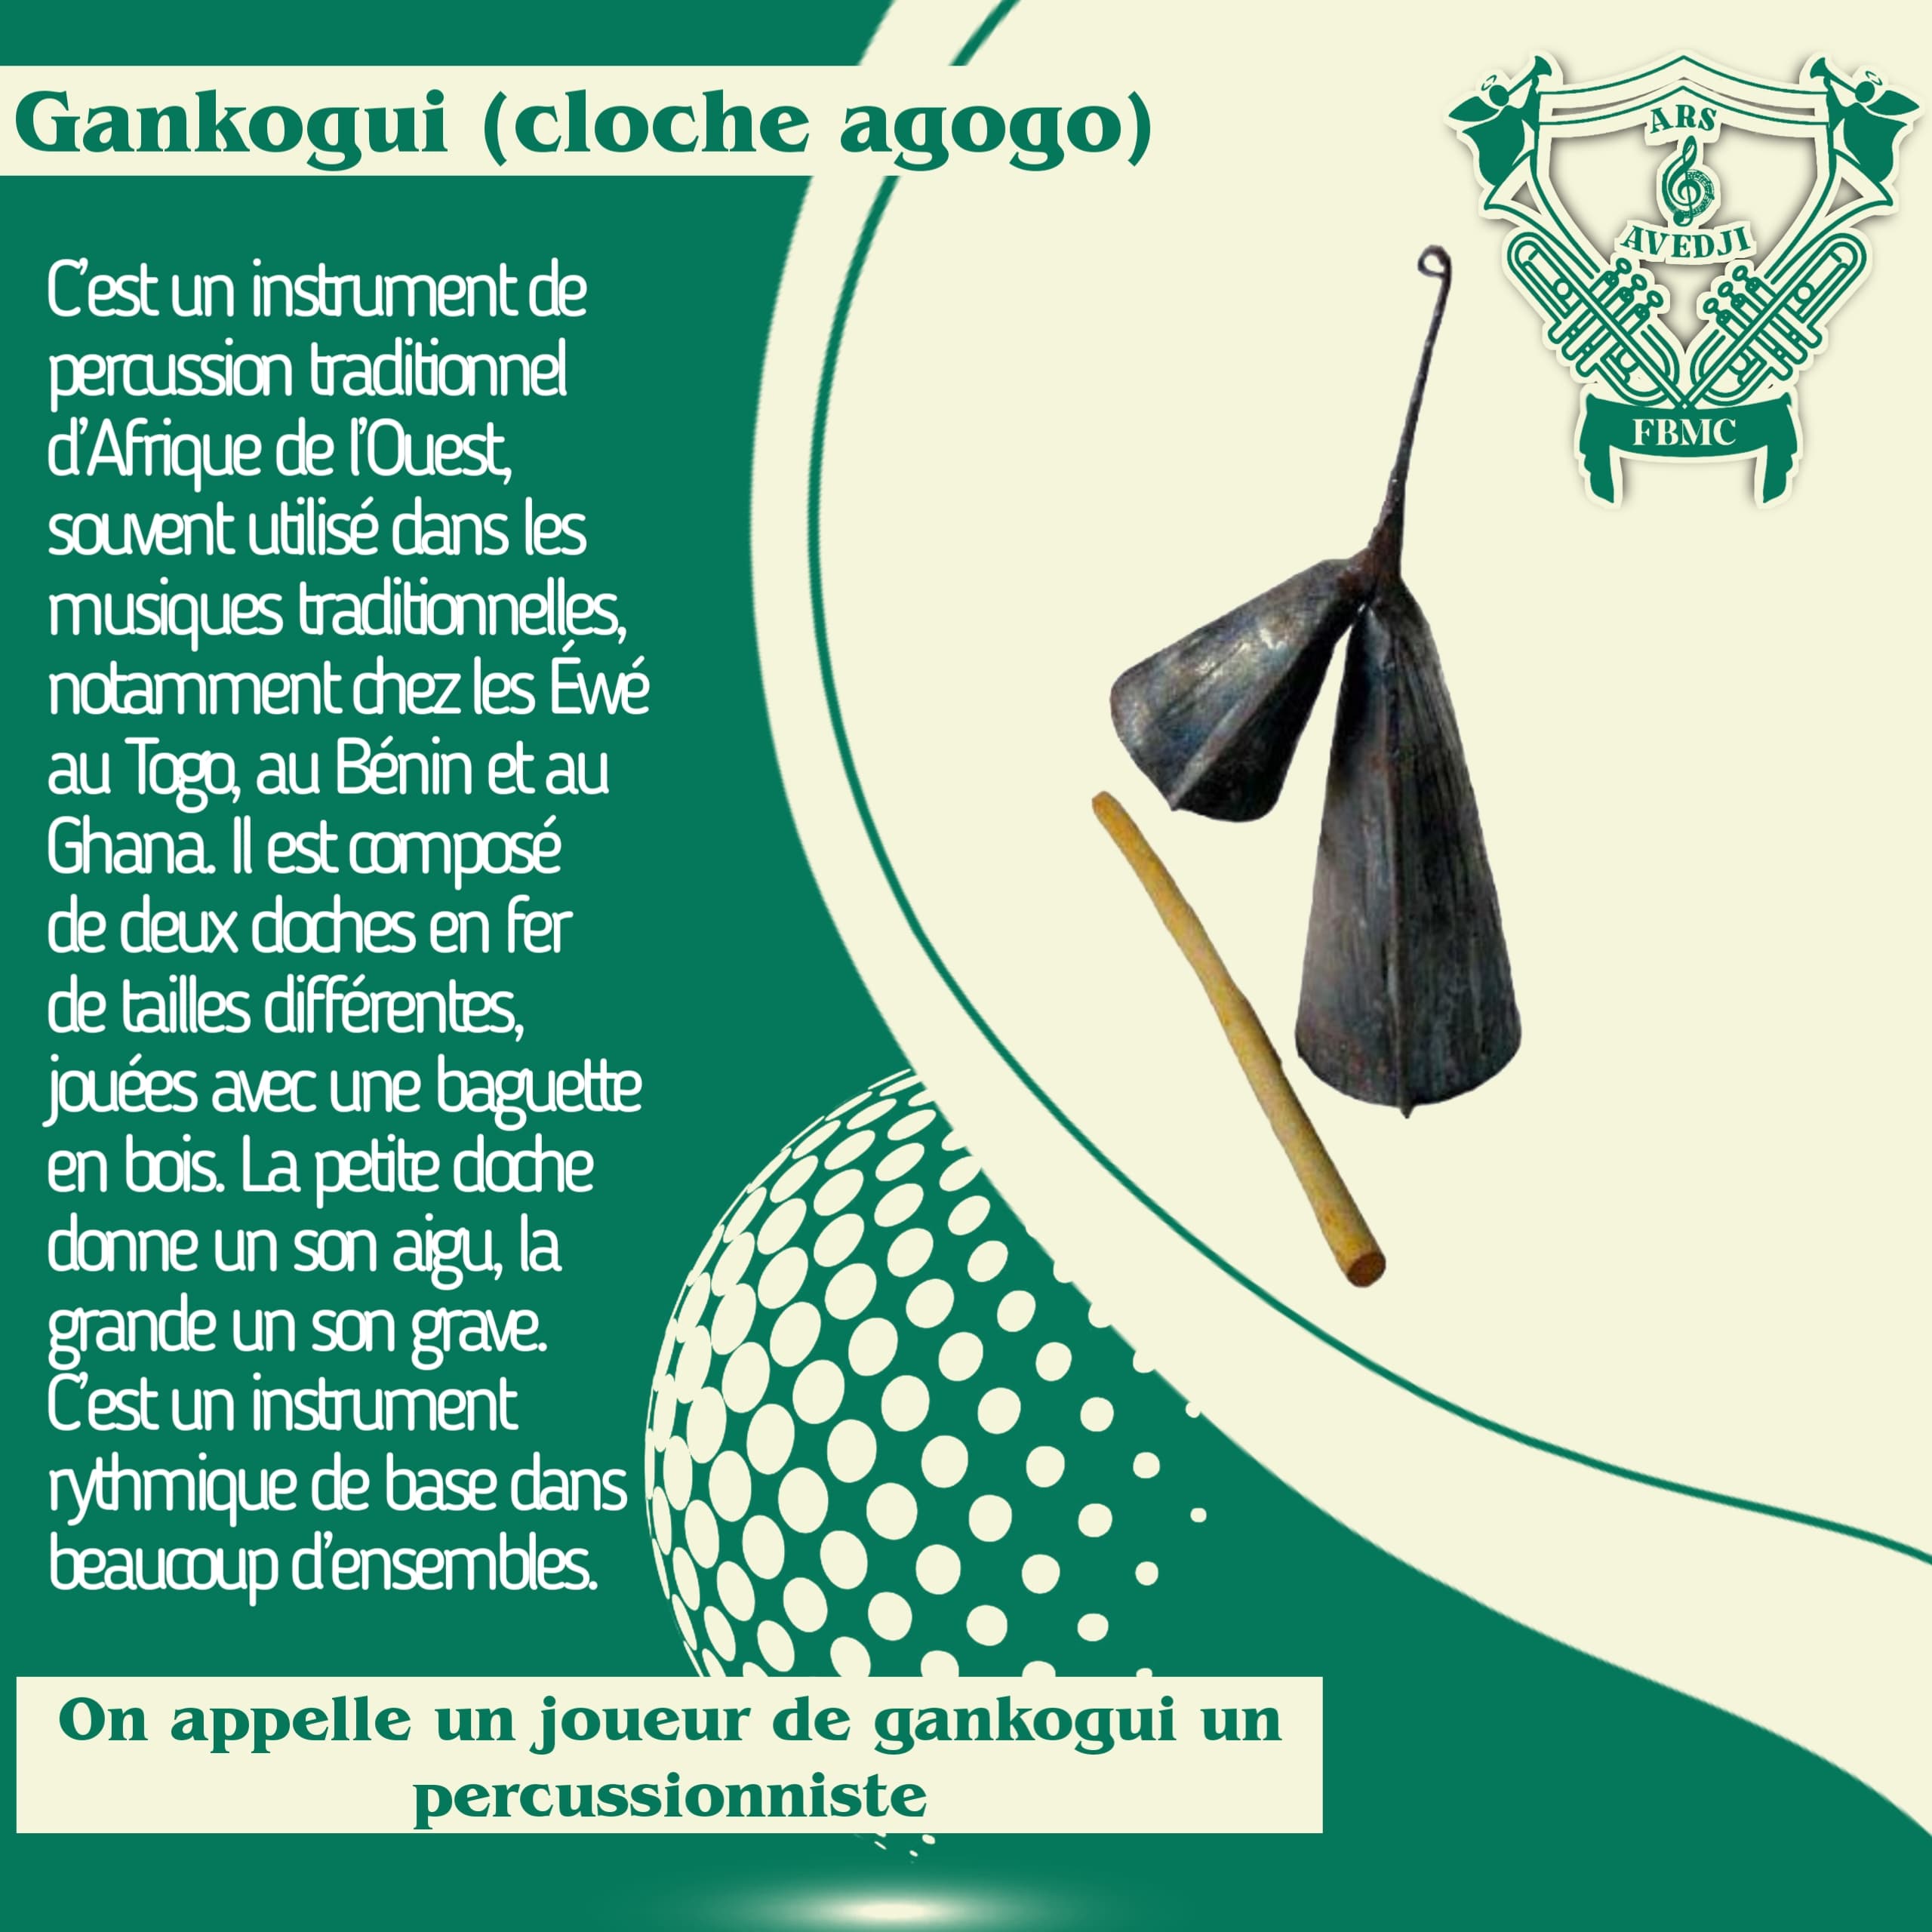 Gankogui (cloche agogo)
ARS
AVEDJI
FBMC
C'est un instrument de
percussion traditionnel
d'Afrique de l'Ouest,
souvent utilisé dans les
musiques traditionnelles,
notamment chez les Éwé
au Togo, au Bénin et au
Ghana. Il est composé
de deux cloches en fer
de tailles différentes,
jouées avec une baguette
en bois. La petite cloche
donne un son aigu, la
grande un son grave.
C'est un instrument
rythmique de base dans
beaucoup d'ensembles.
On appelle un joueur de gankogui un
percussionniste